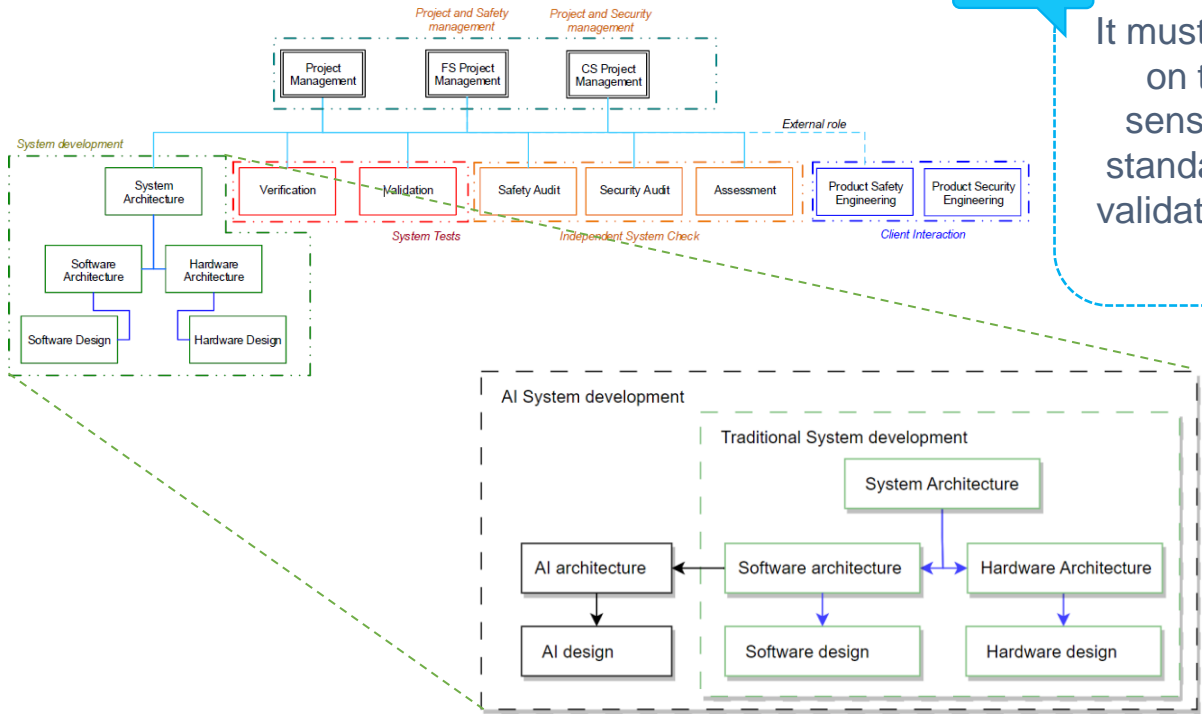 Project and Safety
management
Project and Security
management
Project
Management
FS Project
Management
CS Project
Management
External role
System development
System
Architecture
Verification
Validation
Safety Audit
Security Audit
Assessment
Product Safety
Engineering
Product Security
Engineering
System Tests
Independent System Check
Client Interaction
Software
Architecture
Hardware
Architecture
Software Design
Hardware Design
It must
on t
sens
standa
validat
AI System development
Traditional System development
System Architecture
AI architecture
Software architecture
Hardware Architecture
AI design
Software design
Hardware design